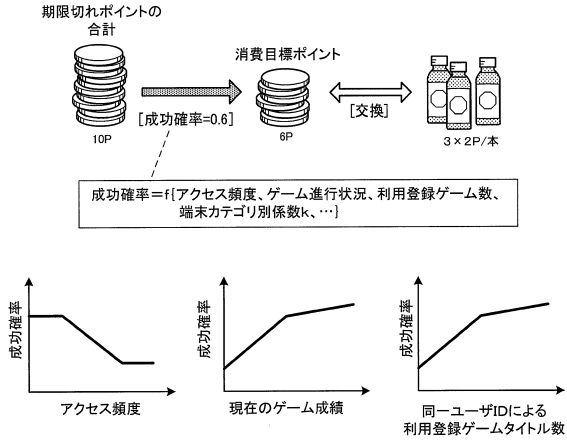 期限切れポイントの
合計
消費目標ポイント
[成功確率=0.6]
[交換]
10P
6P
3×2P/本
成功確率=f{アクセス頻度、ゲーム進行状況、利用登録ゲーム数、
端末カテゴリ別係数k、…}
成功確率
アクセス頻度
成功確率
現在のゲーム成績
成功確率
同一ユーザIDによる
利用登録ゲームタイトル数